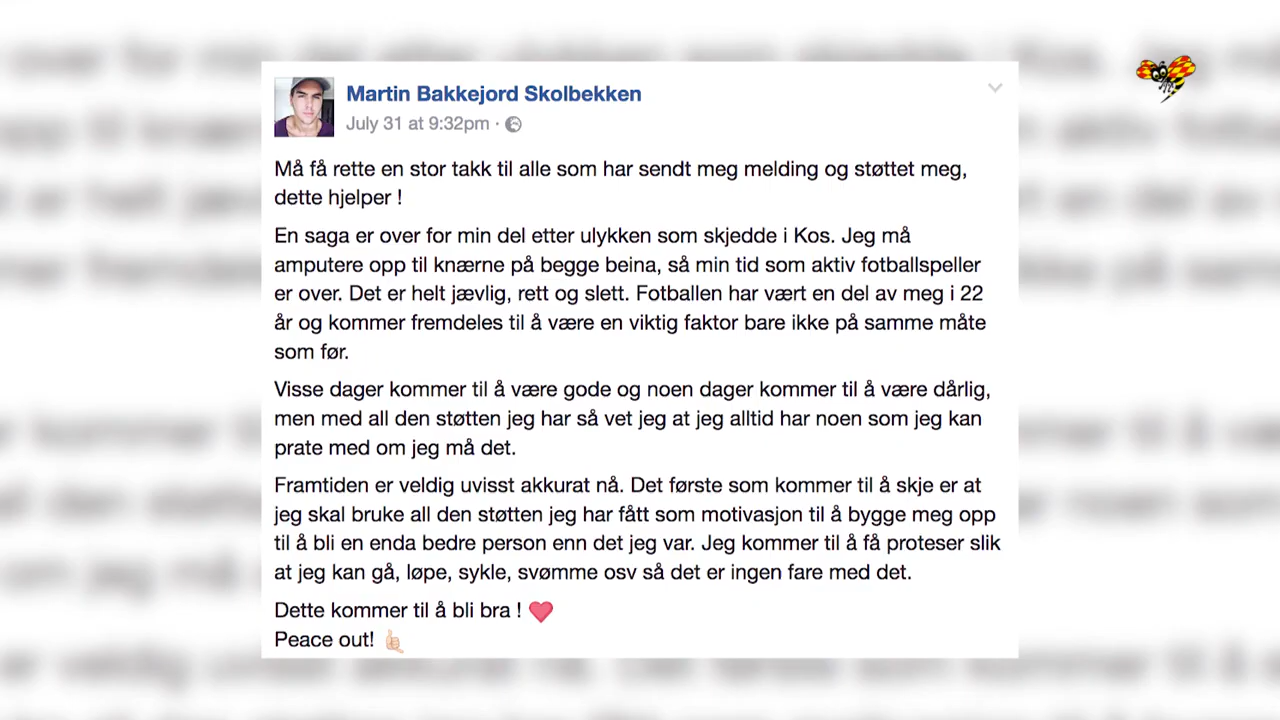 Martin Bakkejord Skolbekken
July 31 at 9:32pm ·
Må få rette en stor takk til alle som har sendt meg melding og støttet meg,
dette hjelper !
En saga er over for min del etter ulykken som skjedde i Kos. Jeg må
amputere opp til knærne på begge beina, så min tid som aktiv fotballspeller
er over. Det er helt jævlig, rett og slett. Fotballen har vært en del av meg i 22
år og kommer fremdeles til å være en viktig faktor bare ikke på samme måte
som før.
Visse dager kommer til å være gode og noen dager kommer til å være dårlig,
men med all den støtten jeg har så vet jeg at jeg alltid har noen som jeg kan
prate med om jeg må det.
Framtiden er veldig uvisst akkurat nå. Det første som kommer til å skje er at
jeg skal bruke all den støtten jeg har fått som motivasjon til å bygge meg opp
til å bli en enda bedre person enn det jeg var. Jeg kommer til å få proteser slik
at jeg kan gå, løpe, sykle, svømme osv så det er ingen fare med det.
Dette kommer til å bli bra ! ❤️
Peace out! 🤙🏻